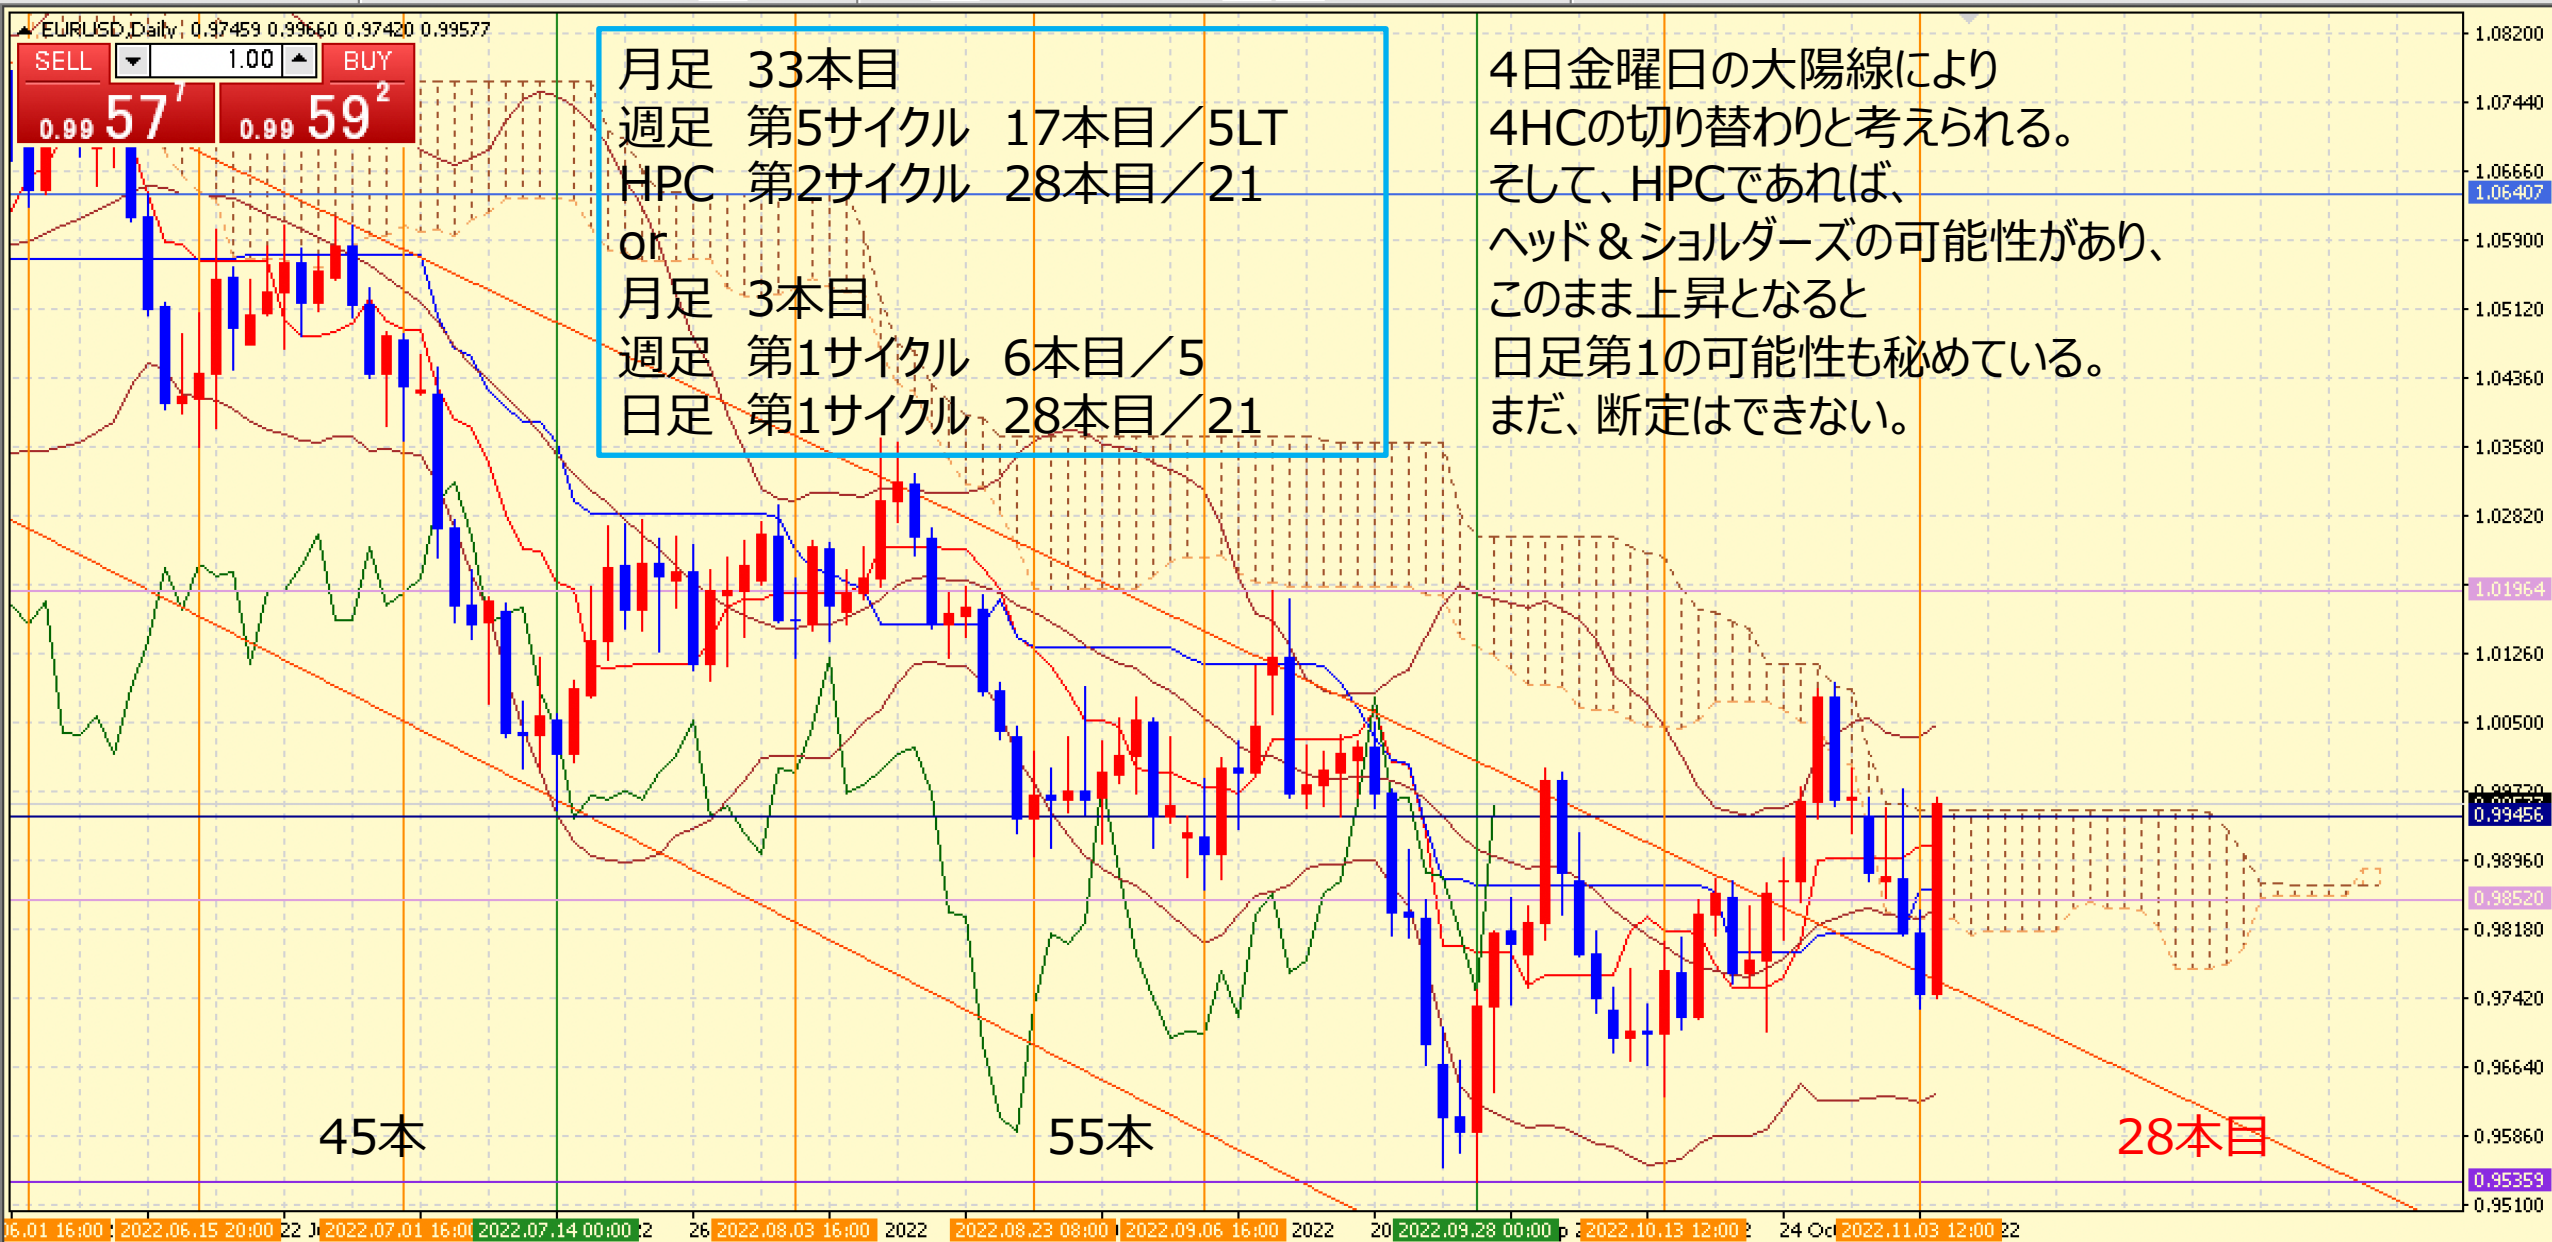 EURUSD,Daily; 0.97459 0.99660 0.97420 0.99577
SELL 1.00 BUY
0.99 57 7 0.99 59 2
月足 33本目
週足 第5サイクル 17本目／5LT
HPC 第2サイクル 28本目／21
or
月足 3本目
週足 第1サイクル 6本目／5
日足 第1サイクル 28本目／21
4日金曜日の大陽線により
4HCの切り替わりと考えられる。
そして、HPCであれば、
ヘッド＆ショルダーズの可能性があり、
このまま上昇となると
日足第1の可能性も秘めている。
まだ、断定はできない。
45本
55本
28本目
1.08200
1.07440
1.06660
1.06407
1.05900
1.05120
1.04360
1.03580
1.02820
1.01964
1.01260
1.00500
0.99456
0.98960
0.98520
0.98180
0.97420
0.96640
0.95860
0.95359
0.95100
06.01 16:00 2022.06.15 20:00 22 2022.07.01 16:00 2022.07.14 00:00 26 2022.08.03 16:00 2022 2022.08.23 08:00 2022.09.06 16:00 2022 20 2022.09.28 00:00 2022.10.13 12:00 24 Oct 2022.11.03 12:00 22